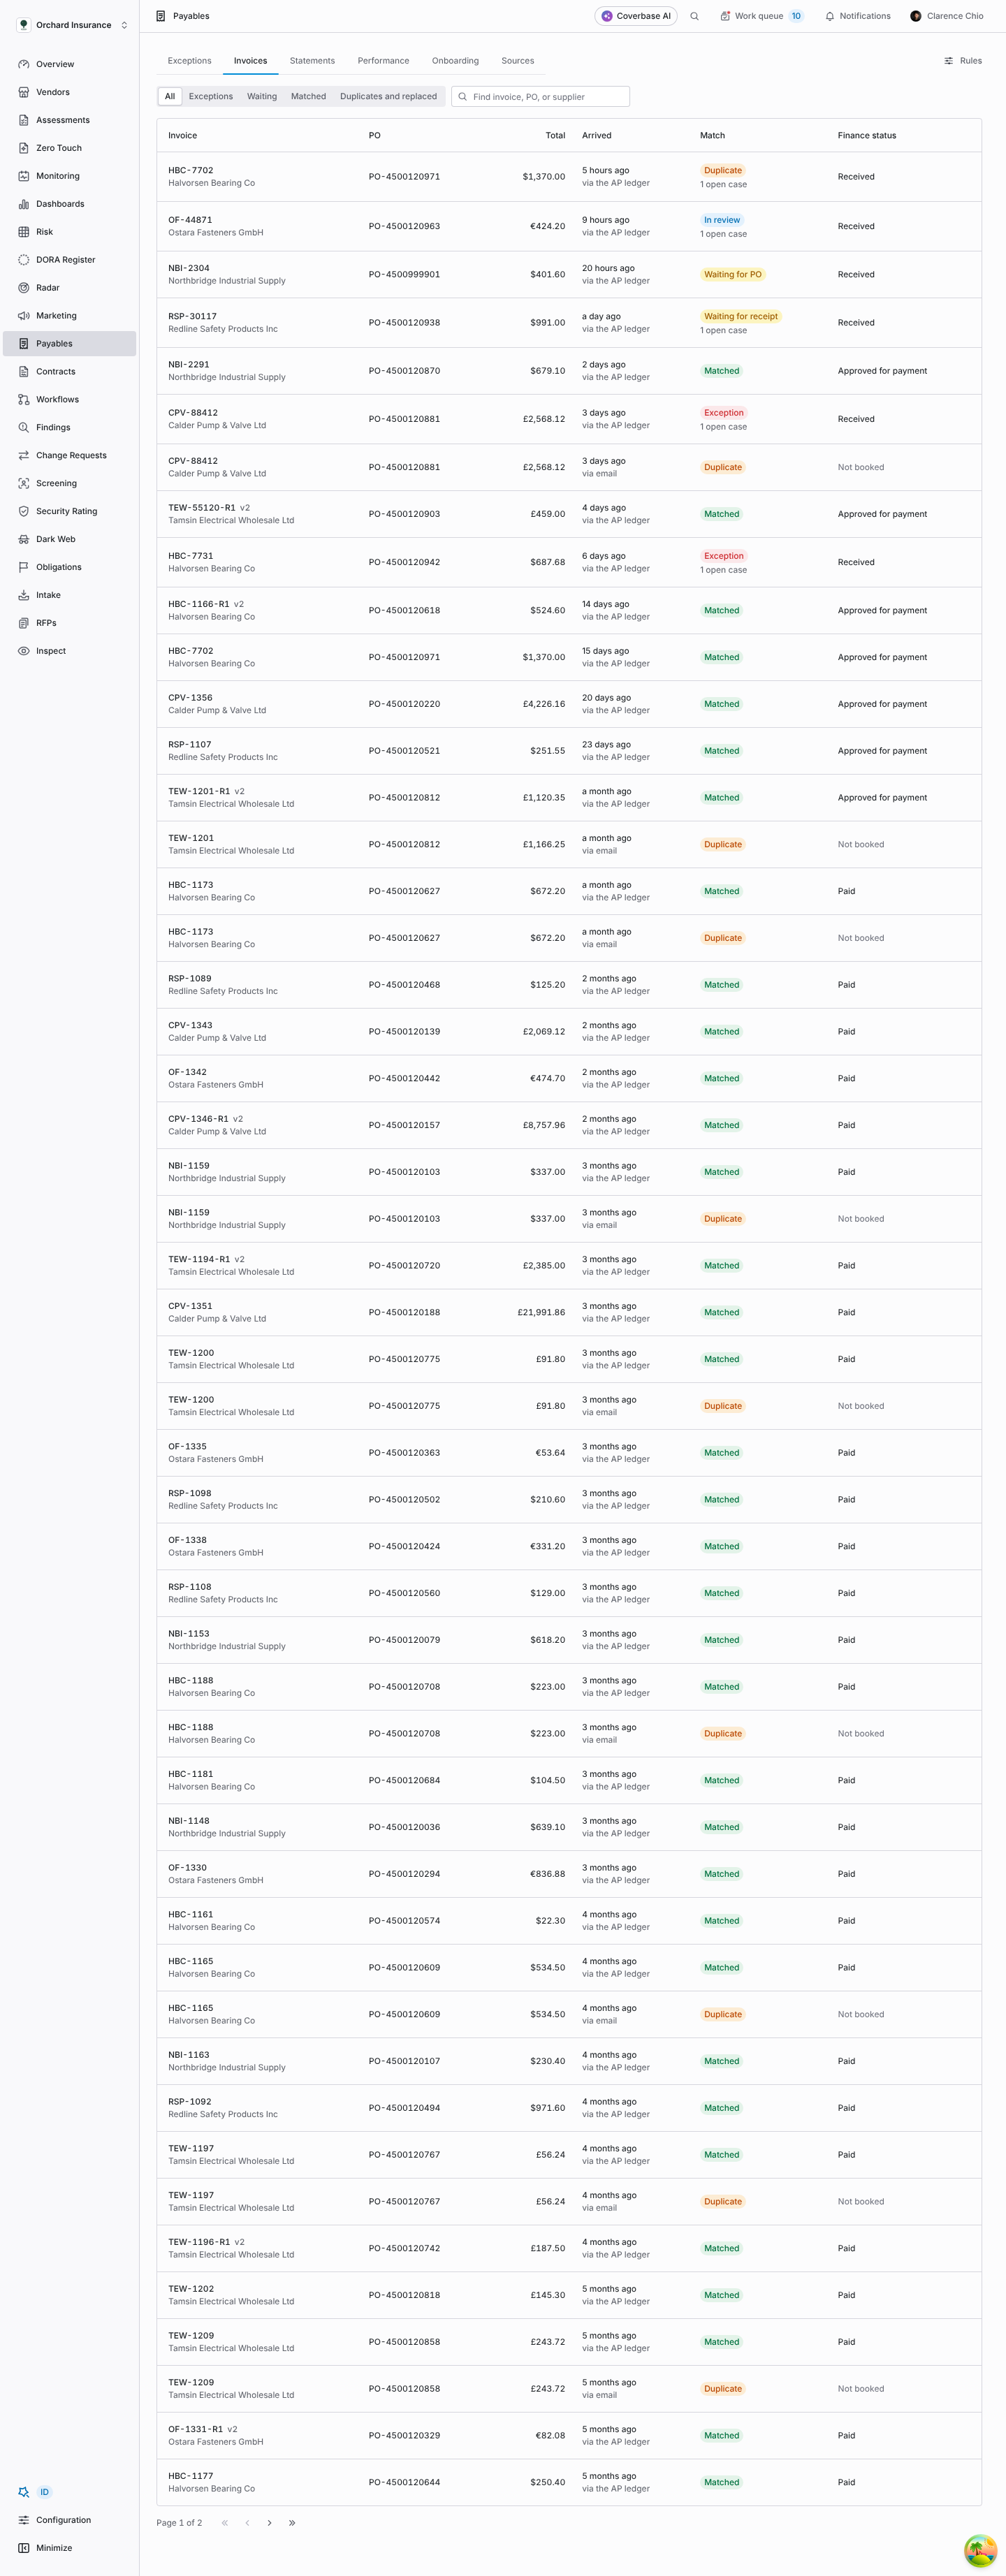 Orchard Insurance
Overview
Vendors
Assessments
Zero Touch
Monitoring
Dashboards
Risk
DORA Register
Radar
Marketing
Payables
Contracts
Workflows
Findings
Change Requests
Screening
Security Rating
Dark Web
Obligations
Intake
RFPs
Inspect
ID
Configuration
Minimize
Payables
Coverbase AI
Work queue 10
Notifications
Clarence Chio
Exceptions Invoices Statements Performance Onboarding Sources
Rules
All Exceptions Waiting Matched Duplicates and replaced
Find invoice, PO, or supplier
Invoice PO Total Arrived Match Finance status
HBC-7702 PO-4500120971 $1,370.00 5 hours ago Duplicate Received
Halvorsen Bearing Co via the AP ledger 1 open case
OF-44871 PO-4500120963 €424.20 9 hours ago In review Received
Ostara Fasteners GmbH via the AP ledger 1 open case
NBI-2304 PO-4500999901 $401.60 20 hours ago Waiting for PO Received
Northbridge Industrial Supply via the AP ledger
RSP-30117 PO-4500120938 $991.00 a day ago Waiting for receipt Received
Redline Safety Products Inc via the AP ledger 1 open case
NBI-2291 PO-4500120870 $679.10 2 days ago Matched Approved for payment
Northbridge Industrial Supply via the AP ledger
CPV-88412 PO-4500120881 £2,568.12 3 days ago Exception Received
Calder Pump & Valve Ltd via the AP ledger 1 open case
CPV-88412 PO-4500120881 £2,568.12 3 days ago Duplicate Not booked
Calder Pump & Valve Ltd via email
TEW-55120-R1 v2 PO-4500120903 £459.00 4 days ago Matched Approved for payment
Tamsin Electrical Wholesale Ltd via the AP ledger
HBC-7731 PO-4500120942 $687.68 6 days ago Exception Received
Halvorsen Bearing Co via the AP ledger 1 open case
HBC-1166-R1 v2 PO-4500120618 $524.60 14 days ago Matched Approved for payment
Halvorsen Bearing Co via the AP ledger
HBC-7702 PO-4500120971 $1,370.00 15 days ago Matched Approved for payment
Halvorsen Bearing Co via the AP ledger
CPV-1356 PO-4500120220 £4,226.16 20 days ago Matched Approved for payment
Calder Pump & Valve Ltd via the AP ledger
RSP-1107 PO-4500120521 $251.55 23 days ago Matched Approved for payment
Redline Safety Products Inc via the AP ledger
TEW-1201-R1 v2 PO-4500120812 £1,120.35 a month ago Matched Approved for payment
Tamsin Electrical Wholesale Ltd via the AP ledger
TEW-1201 PO-4500120812 £1,166.25 a month ago Duplicate Not booked
Tamsin Electrical Wholesale Ltd via email
HBC-1173 PO-4500120627 $672.20 a month ago Matched Paid
Halvorsen Bearing Co via the AP ledger
HBC-1173 PO-4500120627 $672.20 a month ago Duplicate Not booked
Halvorsen Bearing Co via email
RSP-1089 PO-4500120468 $125.20 2 months ago Matched Paid
Redline Safety Products Inc via the AP ledger
CPV-1343 PO-4500120139 £2,069.12 2 months ago Matched Paid
Calder Pump & Valve Ltd via the AP ledger
OF-1342 PO-4500120442 €474.70 2 months ago Matched Paid
Ostara Fasteners GmbH via the AP ledger
CPV-1346-R1 v2 PO-4500120157 £8,757.96 2 months ago Matched Paid
Calder Pump & Valve Ltd via the AP ledger
NBI-1159 PO-4500120103 $337.00 3 months ago Matched Paid
Northbridge Industrial Supply via the AP ledger
NBI-1159 PO-4500120103 $337.00 3 months ago Duplicate Not booked
Northbridge Industrial Supply via email
TEW-1194-R1 v2 PO-4500120720 £2,385.00 3 months ago Matched Paid
Tamsin Electrical Wholesale Ltd via the AP ledger
CPV-1351 PO-4500120188 £21,991.86 3 months ago Matched Paid
Calder Pump & Valve Ltd via the AP ledger
TEW-1200 PO-4500120775 £91.80 3 months ago Matched Paid
Tamsin Electrical Wholesale Ltd via the AP ledger
TEW-1200 PO-4500120775 £91.80 3 months ago Duplicate Not booked
Tamsin Electrical Wholesale Ltd via email
OF-1335 PO-4500120363 €53.64 3 months ago Matched Paid
Ostara Fasteners GmbH via the AP ledger
RSP-1098 PO-4500120502 $210.60 3 months ago Matched Paid
Redline Safety Products Inc via the AP ledger
OF-1338 PO-4500120424 €331.20 3 months ago Matched Paid
Ostara Fasteners GmbH via the AP ledger
RSP-1108 PO-4500120560 $129.00 3 months ago Matched Paid
Redline Safety Products Inc via the AP ledger
NBI-1153 PO-4500120079 $618.20 3 months ago Matched Paid
Northbridge Industrial Supply via the AP ledger
HBC-1188 PO-4500120708 $223.00 3 months ago Matched Paid
Halvorsen Bearing Co via the AP ledger
HBC-1188 PO-4500120708 $223.00 3 months ago Duplicate Not booked
Halvorsen Bearing Co via email
HBC-1181 PO-4500120684 $104.50 3 months ago Matched Paid
Halvorsen Bearing Co via the AP ledger
NBI-1148 PO-4500120036 $639.10 3 months ago Matched Paid
Northbridge Industrial Supply via the AP ledger
OF-1330 PO-4500120294 €836.88 3 months ago Matched Paid
Ostara Fasteners GmbH via the AP ledger
HBC-1161 PO-4500120574 $22.30 4 months ago Matched Paid
Halvorsen Bearing Co via the AP ledger
HBC-1165 PO-4500120609 $534.50 4 months ago Matched Paid
Halvorsen Bearing Co via the AP ledger
HBC-1165 PO-4500120609 $534.50 4 months ago Duplicate Not booked
Halvorsen Bearing Co via email
NBI-1163 PO-4500120107 $230.40 4 months ago Matched Paid
Northbridge Industrial Supply via the AP ledger
RSP-1092 PO-4500120494 $971.60 4 months ago Matched Paid
Redline Safety Products Inc via the AP ledger
TEW-1197 PO-4500120767 £56.24 4 months ago Matched Paid
Tamsin Electrical Wholesale Ltd via the AP ledger
TEW-1197 PO-4500120767 £56.24 4 months ago Duplicate Not booked
Tamsin Electrical Wholesale Ltd via email
TEW-1196-R1 v2 PO-4500120742 £187.50 4 months ago Matched Paid
Tamsin Electrical Wholesale Ltd via the AP ledger
TEW-1202 PO-4500120818 £145.30 5 months ago Matched Paid
Tamsin Electrical Wholesale Ltd via the AP ledger
TEW-1209 PO-4500120858 £243.72 5 months ago Matched Paid
Tamsin Electrical Wholesale Ltd via the AP ledger
TEW-1209 PO-4500120858 £243.72 5 months ago Duplicate Not booked
Tamsin Electrical Wholesale Ltd via email
OF-1331-R1 v2 PO-4500120329 €82.08 5 months ago Matched Paid
Ostara Fasteners GmbH via the AP ledger
HBC-1177 PO-4500120644 $250.40 5 months ago Matched Paid
Halvorsen Bearing Co via the AP ledger
Page 1 of 2